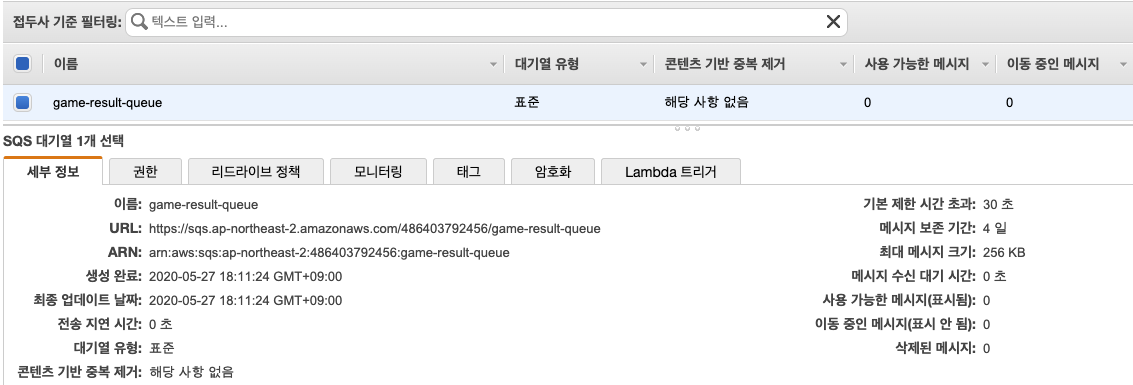 접두사 기준 필터링: 텍스트 입력...
이름 대기열 유형 콘텐츠 기반 중복 제거 사용 가능한 메시지 이동 중인 메시지
game-result-queue 표준 해당 사항 없음 0 0
SQS 대기열 1개 선택
세부 정보 권한 리드라이브 정책 모니터링 태그 암호화 Lambda 트리거
이름: game-result-queue
URL: https://sqs.ap-northeast-2.amazonaws.com/486403792456/game-result-queue
ARN: arn:aws:sqs:ap-northeast-2:486403792456:game-result-queue
생성 완료: 2020-05-27 18:11:24 GMT+09:00
최종 업데이트 날짜: 2020-05-27 18:11:24 GMT+09:00
전송 지연 시간: 0 초
대기열 유형: 표준
콘텐츠 기반 중복 제거: 해당 사항 없음
기본 제한 시간 초과: 30 초
메시지 보존 기간: 4 일
최대 메시지 크기: 256 KB
메시지 수신 대기 시간: 0 초
사용 가능한 메시지(표시됨): 0
이동 중인 메시지(표시 안 됨): 0
삭제된 메시지: 0